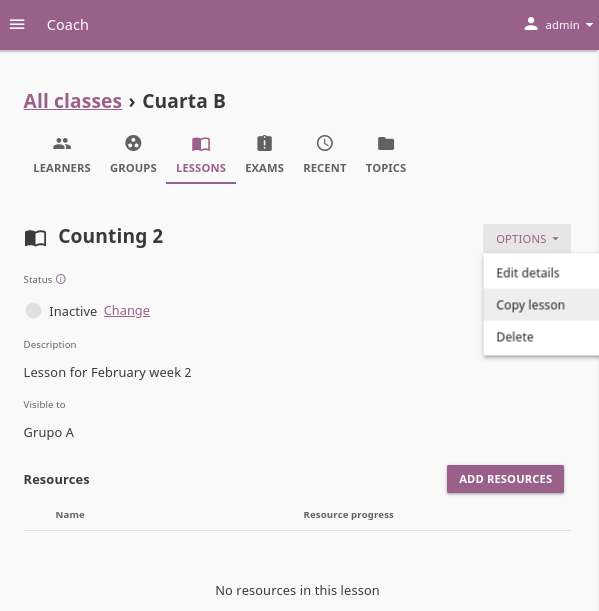 Coach
admin
All classes › Cuarta B
LEARNERS GROUPS LESSONS EXAMS RECENT TOPICS
Counting 2
OPTIONS
Edit details
Copy lesson
Delete
Status
Inactive Change
Description
Lesson for February week 2
Visible to
Grupo A
Resources
ADD RESOURCES
Name Resource progress
No resources in this lesson